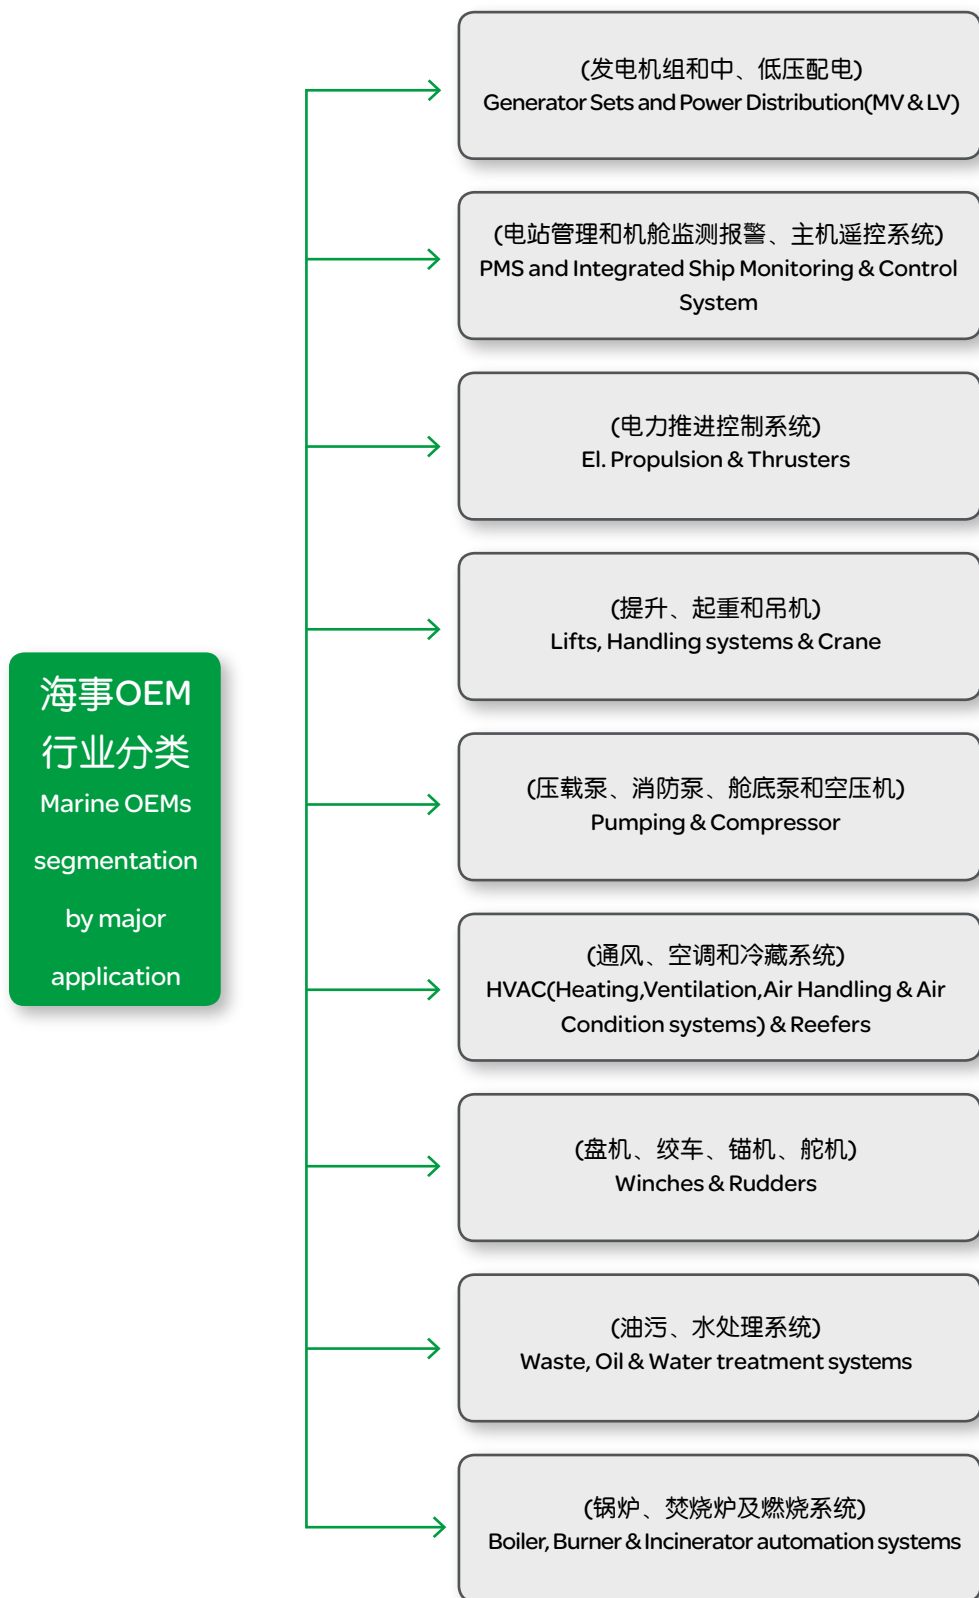 海事OEM
行业分类
Marine OEMs
segmentation
by major
application
(发电机组和中、低压配电)
Generator Sets and Power Distribution(MV & LV)
(电站管理和机舱监测报警、主机遥控系统)
PMS and Integrated Ship Monitoring & Control
System
(电力推进控制系统)
El. Propulsion & Thrusters
(提升、起重和吊机)
Lifts, Handling systems & Crane
(压载泵、消防泵、舱底泵和空压机)
Pumping & Compressor
(通风、空调和冷藏系统)
HVAC(Heating,Ventilation,Air Handling & Air
Condition systems) & Reefers
(盘机、绞车、锚机、舵机)
Winches & Rudders
(油污、水处理系统)
Waste, Oil & Water treatment systems
(锅炉、焚烧炉及燃烧系统)
Boiler, Burner & Incinerator automation systems